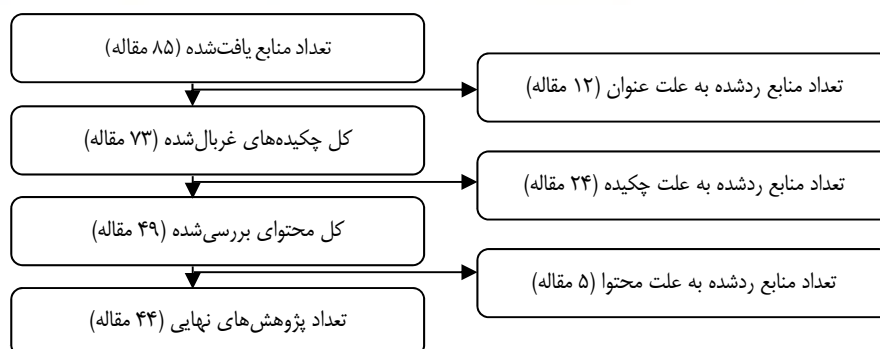 تعداد منابع یافت‌شده (۸۵ مقاله)
تعداد منابع ردشده به علت عنوان (۱۲ مقاله)
کل چکیده‌های غربال‌شده (۷۳ مقاله)
تعداد منابع ردشده به علت چکیده (۲۴ مقاله)
کل محتوای بررسی‌شده (۴۹ مقاله)
تعداد منابع ردشده به علت محتوا (۵ مقاله)
تعداد پژوهش‌های نهایی (۴۴ مقاله)